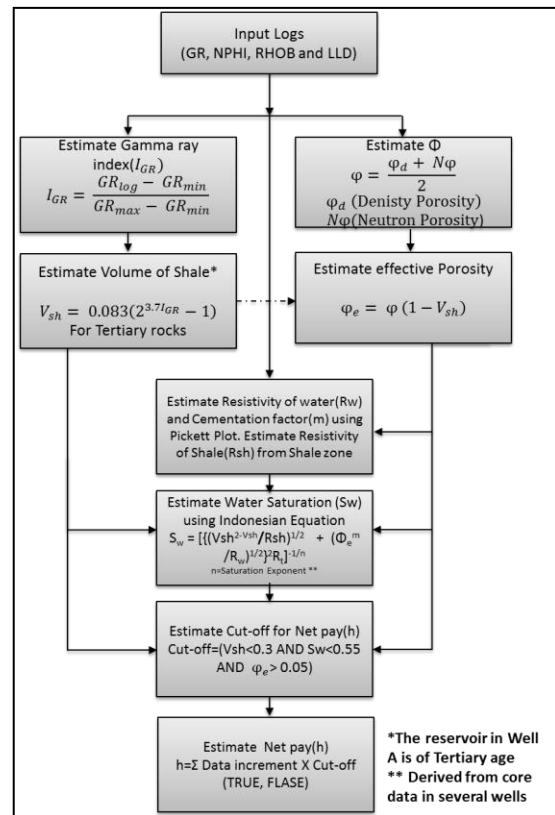 Input Logs
(GR, NPHI, RHOB and LLD)
Estimate Gamma ray
index(I_GR)
I_GR = (GR_log − GR_min) / (GR_max − GR_min)
Estimate Φ
φ = (φ_d + Nφ) / 2
φ_d (Denisty Porosity)
Nφ(Neutron Porosity)
Estimate Volume of Shale*
V_sh = 0.083(2^3.7I_GR − 1)
For Tertiary rocks
Estimate effective Porosity
φ_e = φ (1 − V_sh)
Estimate Resistivity of water(Rw)
and Cementation factor(m) using
Pickett Plot. Estimate Resistivity
of Shale(Rsh) from Shale zone
Estimate Water Saturation (Sw)
using Indonesian Equation
S_w = [{(Vsh^2-Vsh/Rsh)^1/2 + (Φ_e^m
/R_w)^1/2}^2R_t]^-1/n
n=Saturation Exponent **
Estimate Cut-off for Net pay(h)
Cut-off=(Vsh<0.3 AND Sw<0.55
AND φ_e> 0.05)
Estimate Net pay(h)
h=Σ Data increment X Cut-off
(TRUE, FLASE)
*The reservoir in Well
A is of Tertiary age
** Derived from core
data in several wells